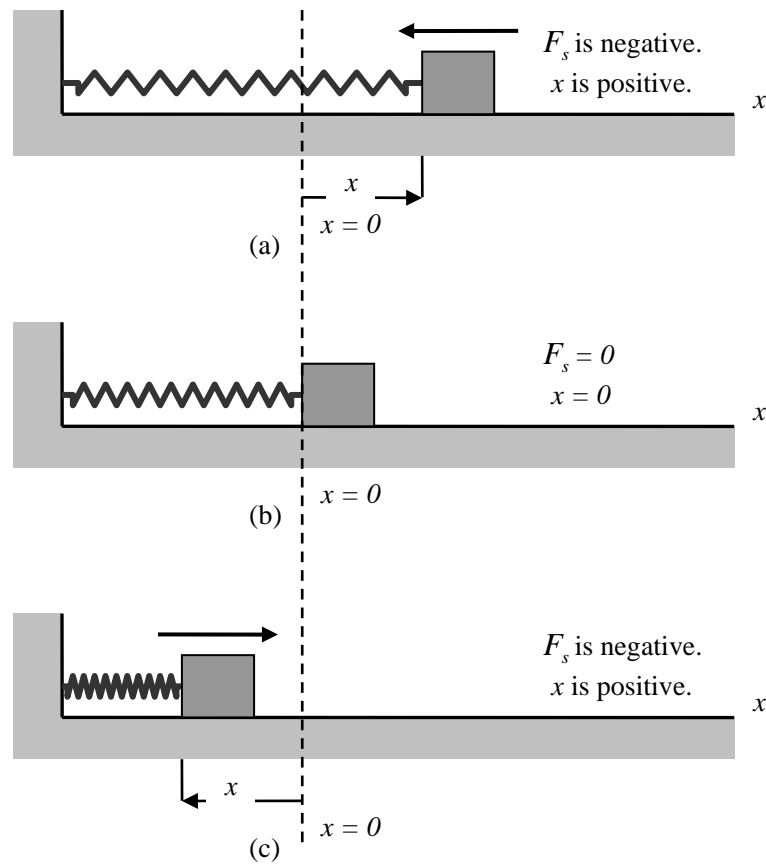 F_s is negative.
x is positive.
x
x
x = 0
(a)
F_s = 0
x = 0
x
x = 0
(b)
F_s is negative.
x is positive.
x
x
x = 0
(c)